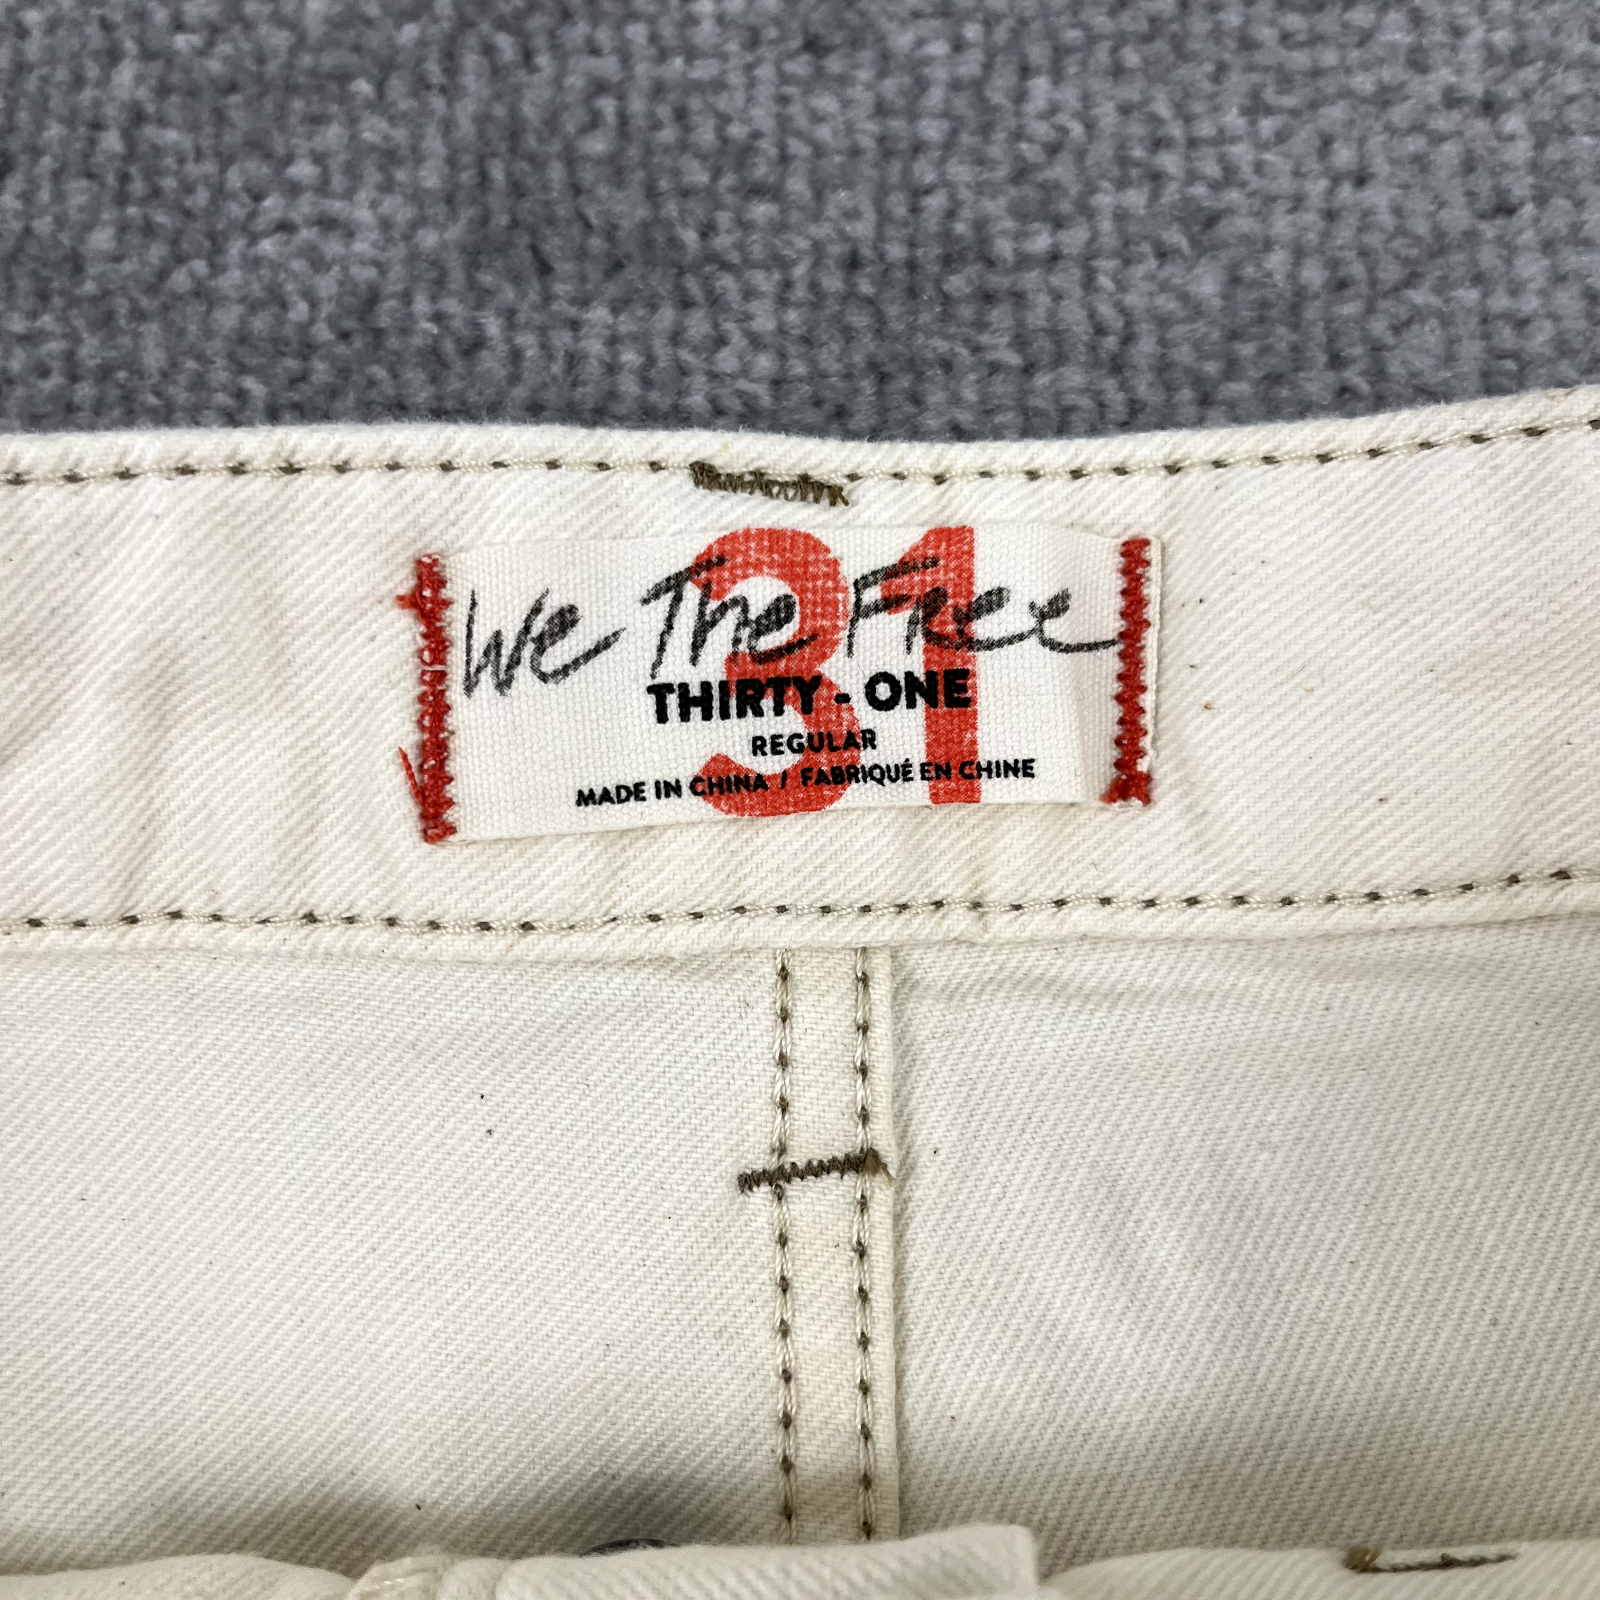 31
We The Free
THIRTY - ONE
REGULAR
MADE IN CHINA / FABRIQUÉ EN CHINE